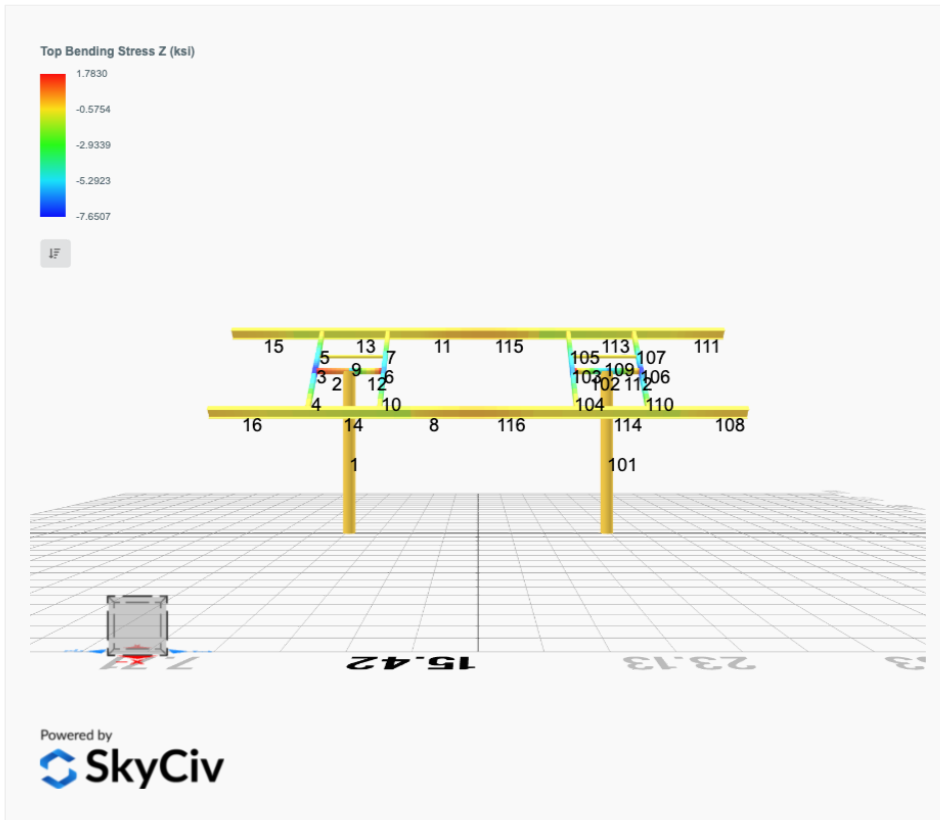 Top Bending Stress Z (ksi)
1.7830
-0.5754
-2.9339
-5.2923
-7.6507
15 13 11 115 113 111
5 7 105 107
3 9 6 103 109 106
2 12 102 112
4 10 104 110
16 14 8 116 114 108
1 101
7.71 15.42 23.13
Powered by
SkyCiv